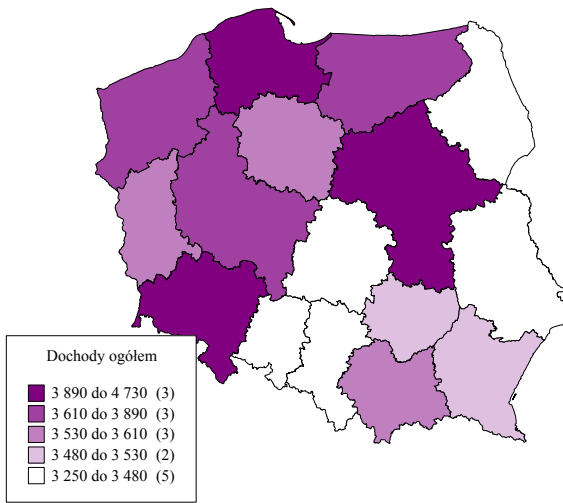 Dochody ogółem
3 890 do 4 730 (3)
3 610 do 3 890 (3)
3 530 do 3 610 (3)
3 480 do 3 530 (2)
3 250 do 3 480 (5)